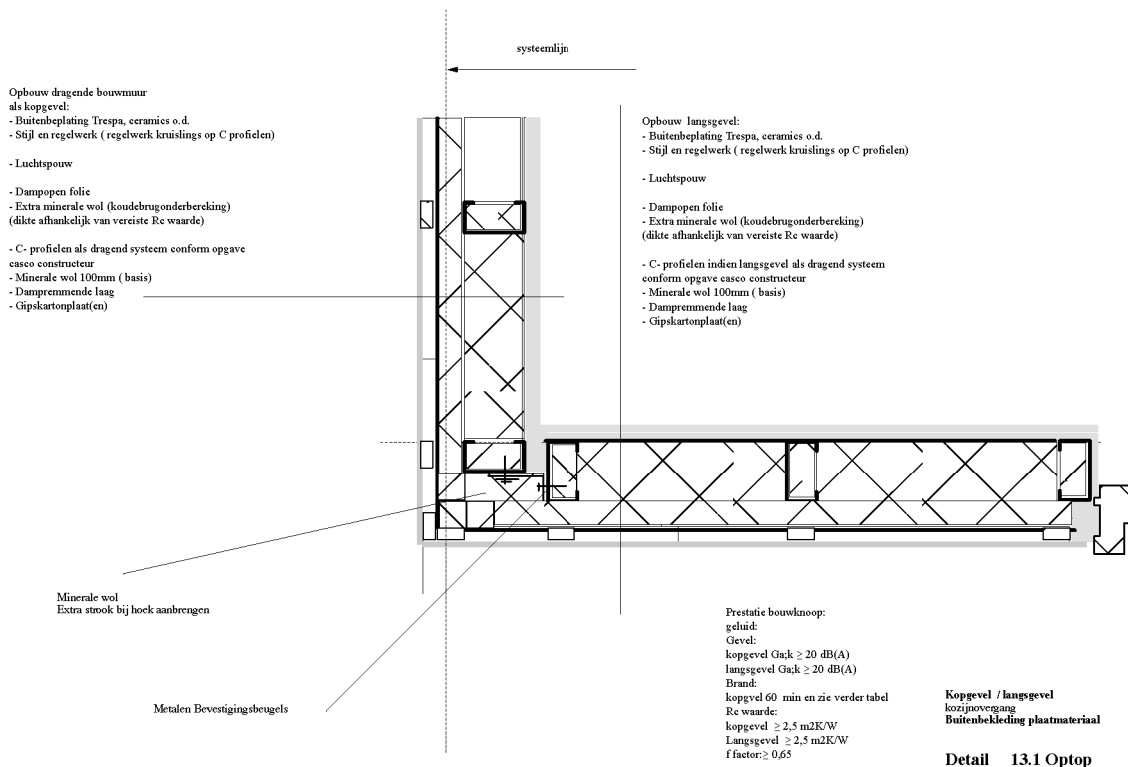 systeemlijn
Opbouw dragende bouwmuur
als kopgevel:
- Buitenbeplating Trespa, ceramics o.d.
- Stijl en regelwerk ( regelwerk kruislings op C profielen)
- Luchtspouw
- Dampopen folie
- Extra minerale wol (koudebrugonderbereking)
(dikte afhankelijk van vereiste Rc waarde)
- C- profielen als dragend systeem conform opgave
casco constructeur
- Minerale wol 100mm ( basis)
- Dampremmende laag
- Gipskartonplaat(en)
Opbouw langsgevel:
- Buitenbeplating Trespa, ceramics o.d.
- Stijl en regelwerk ( regelwerk kruislings op C profielen)
- Luchtspouw
- Dampopen folie
- Extra minerale wol (koudebrugonderbereking)
(dikte afhankelijk van vereiste Rc waarde)
- C- profielen indien langsgevel als dragend systeem
conform opgave casco constructeur
- Minerale wol 100mm ( basis)
- Dampremmende laag
- Gipskartonplaat(en)
Minerale wol
Extra strook bij hoek aanbrengen
Metalen Bevestigingsbeugels
Prestatie bouwknoop:
geluid:
Gevel:
kopgevel Ga;k ≥ 20 dB(A)
langsgevel Ga;k ≥ 20 dB(A)
Brand:
kopgvel 60 min en zie verder tabel
Rc waarde:
kopgevel ≥ 2,5 m2K/W
Langsgevel ≥ 2,5 m2K/W
f factor:≥ 0,65
Kopgevel / langsgevel
kozijnovergang
Buitenbekleding plaatmateriaal
Detail 13.1 Optop